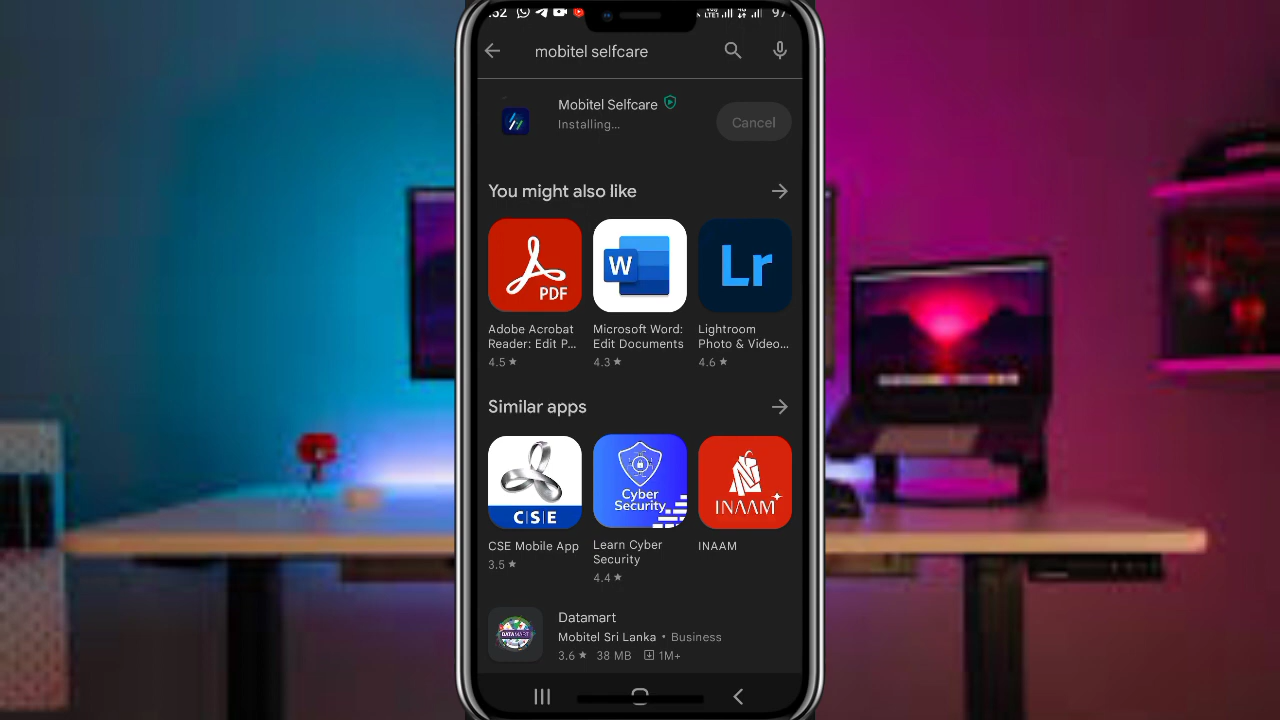 mobitel selfcare
Mobitel Selfcare
Installing...
Cancel
You might also like
PDF
W
Lr
Adobe Acrobat
Reader: Edit P...
4.5
Microsoft Word:
Edit Documents
4.3
Lightroom
Photo & Video...
4.6
Similar apps
C|S|E
Cyber
Security
INAAM
CSE Mobile App
3.5
Learn Cyber
Security
4.4
INAAM
DATAMART
Datamart
Mobitel Sri Lanka • Business
3.6 38 MB 1M+